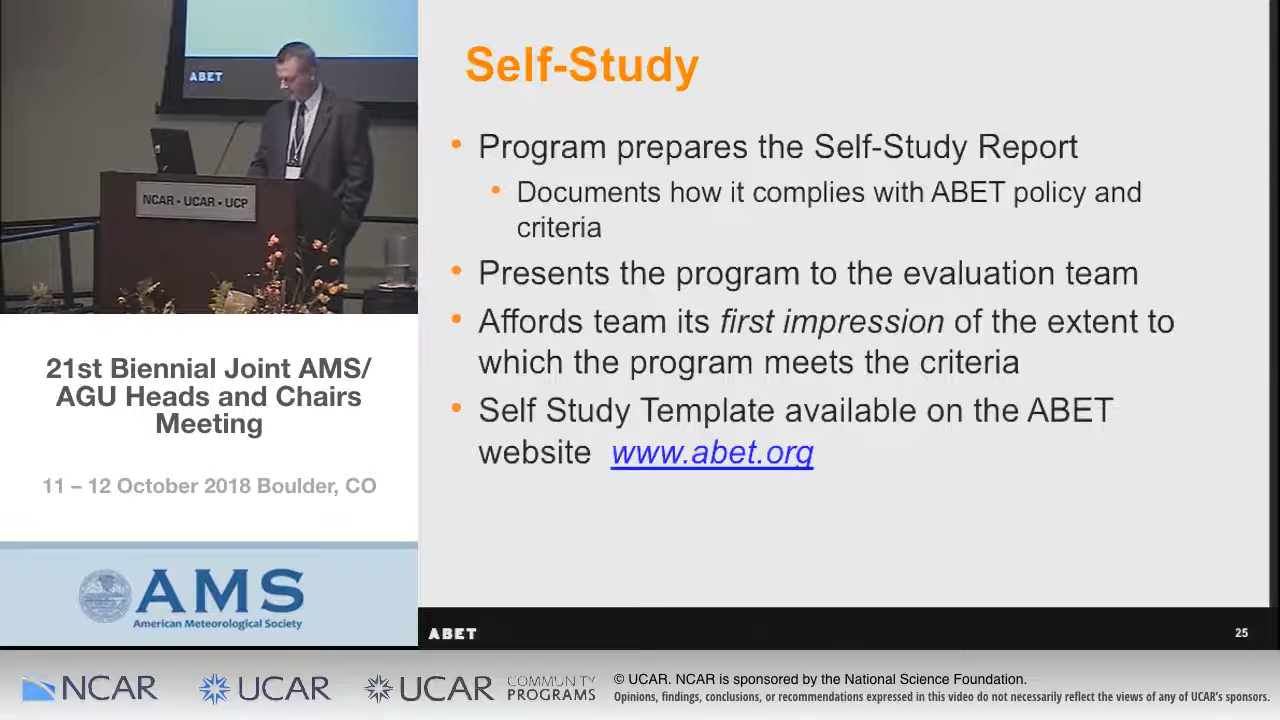 ABET
NCAR • UCAR • UCP
21st Biennial Joint AMS/
AGU Heads and Chairs
Meeting
11 – 12 October 2018 Boulder, CO
AMS
American Meteorological Society
Self-Study
• Program prepares the Self-Study Report
• Documents how it complies with ABET policy and
criteria
• Presents the program to the evaluation team
• Affords team its first impression of the extent to
which the program meets the criteria
• Self Study Template available on the ABET
website www.abet.org
ABET
25
NCAR
UCAR
UCAR
COMMUNITY
PROGRAMS
© UCAR. NCAR is sponsored by the National Science Foundation.
Opinions, findings, conclusions, or recommendations expressed in this video do not necessarily reflect the views of any of UCAR's sponsors.